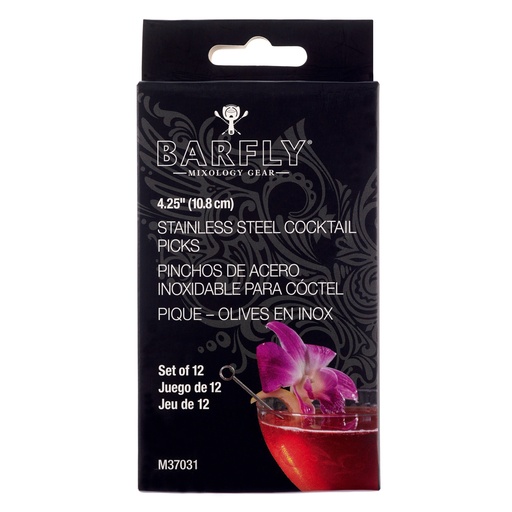 BARFLY®
MIXOLOGY GEAR
4.25" (10.8 cm)
STAINLESS STEEL COCKTAIL
PICKS
PINCHOS DE ACERO
INOXIDABLE PARA CÓCTEL
PIQUE – OLIVES EN INOX
Set of 12
Juego de 12
Jeu de 12
M37031